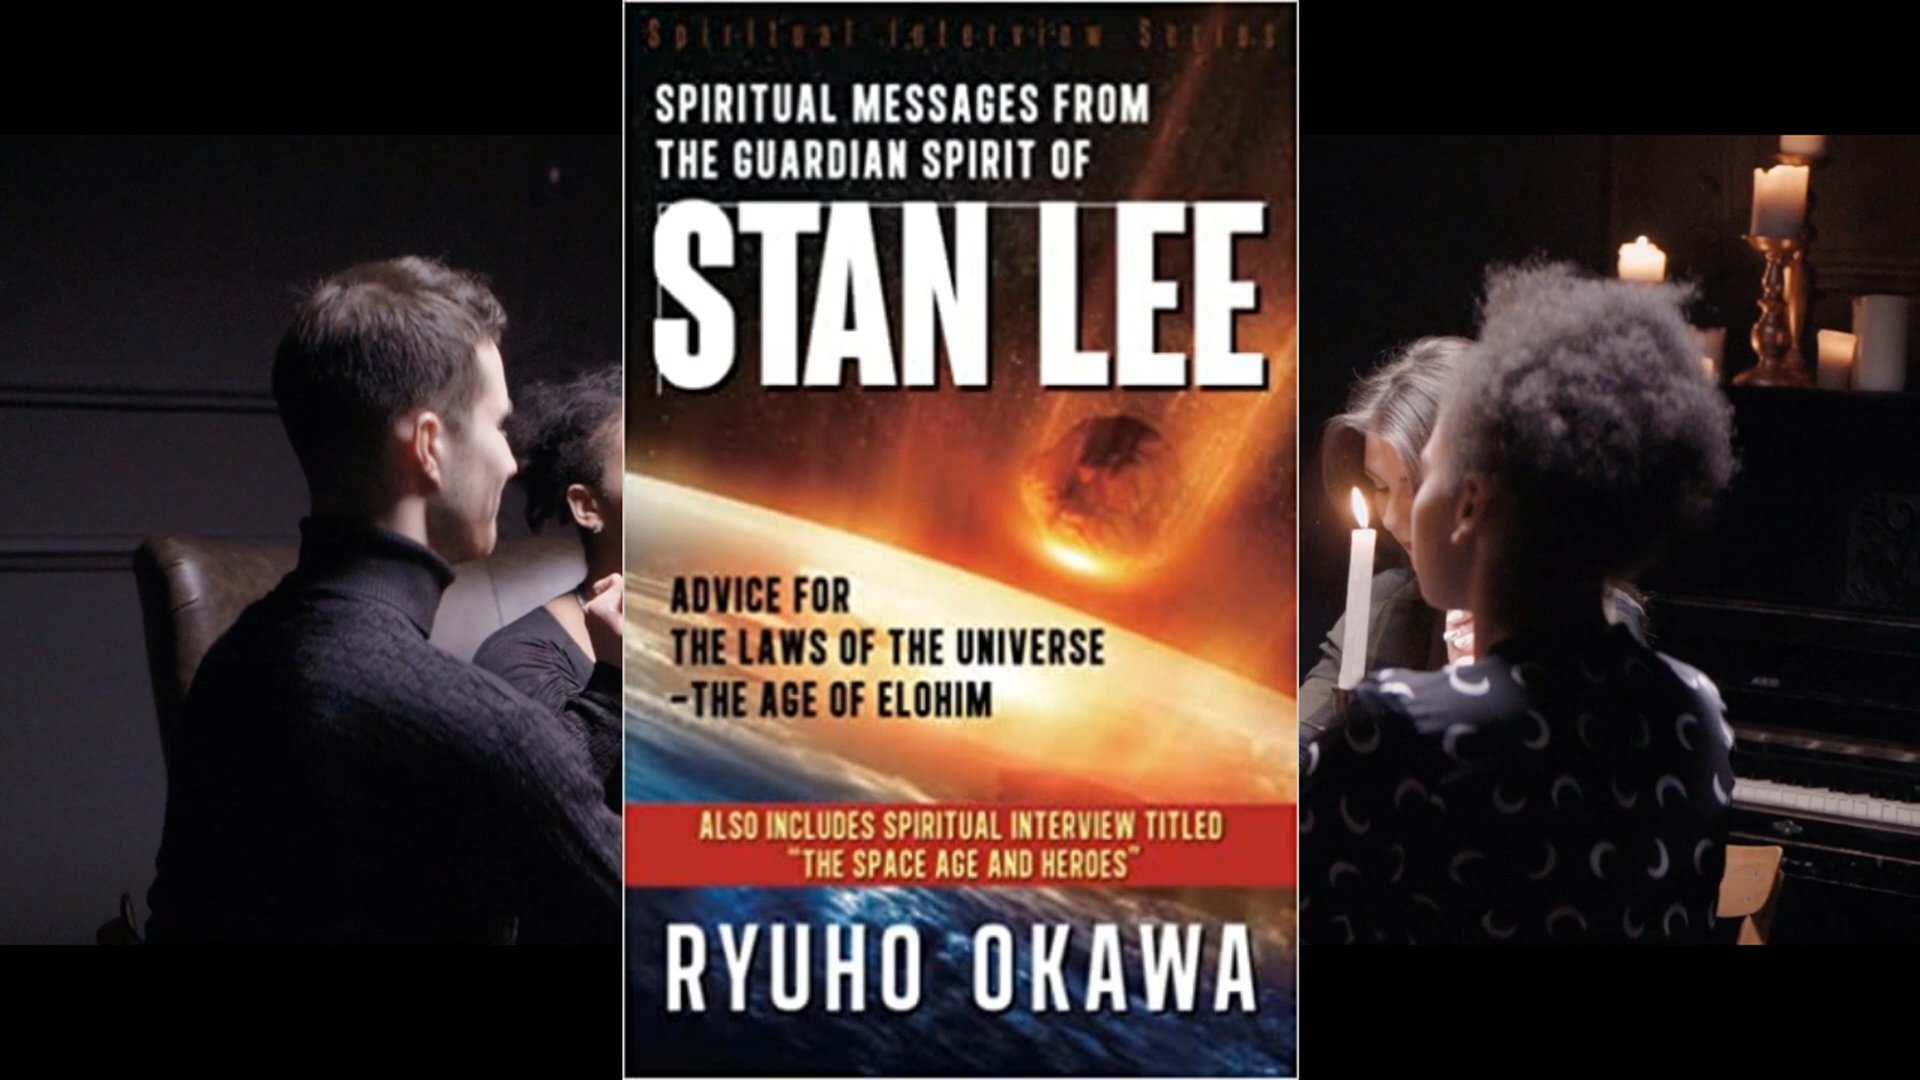 Spiritual Interview Series
SPIRITUAL MESSAGES FROM
THE GUARDIAN SPIRIT OF
STAN LEE
ADVICE FOR
THE LAWS OF THE UNIVERSE
-THE AGE OF ELOHIM
ALSO INCLUDES SPIRITUAL INTERVIEW TITLED
"THE SPACE AGE AND HEROES"
RYUHO OKAWA